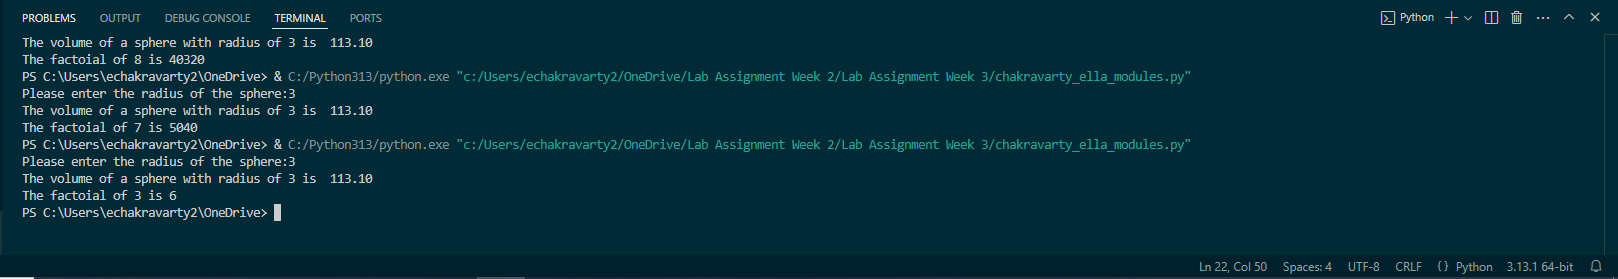 PROBLEMS OUTPUT DEBUG CONSOLE TERMINAL PORTS Python
The volume of a sphere with radius of 3 is  113.10
The factoial of 8 is 40320
PS C:\Users\echakravarty2\OneDrive> & C:/Python313/python.exe "c:/Users/echakravarty2/OneDrive/Lab Assignment Week 2/Lab Assignment Week 3/chakravarty_ella_modules.py"
Please enter the radius of the sphere:3
The volume of a sphere with radius of 3 is  113.10
The factoial of 7 is 5040
PS C:\Users\echakravarty2\OneDrive> & C:/Python313/python.exe "c:/Users/echakravarty2/OneDrive/Lab Assignment Week 2/Lab Assignment Week 3/chakravarty_ella_modules.py"
Please enter the radius of the sphere:3
The volume of a sphere with radius of 3 is  113.10
The factoial of 3 is 6
PS C:\Users\echakravarty2\OneDrive>
Ln 22, Col 50 Spaces: 4 UTF-8 CRLF {} Python 3.13.1 64-bit